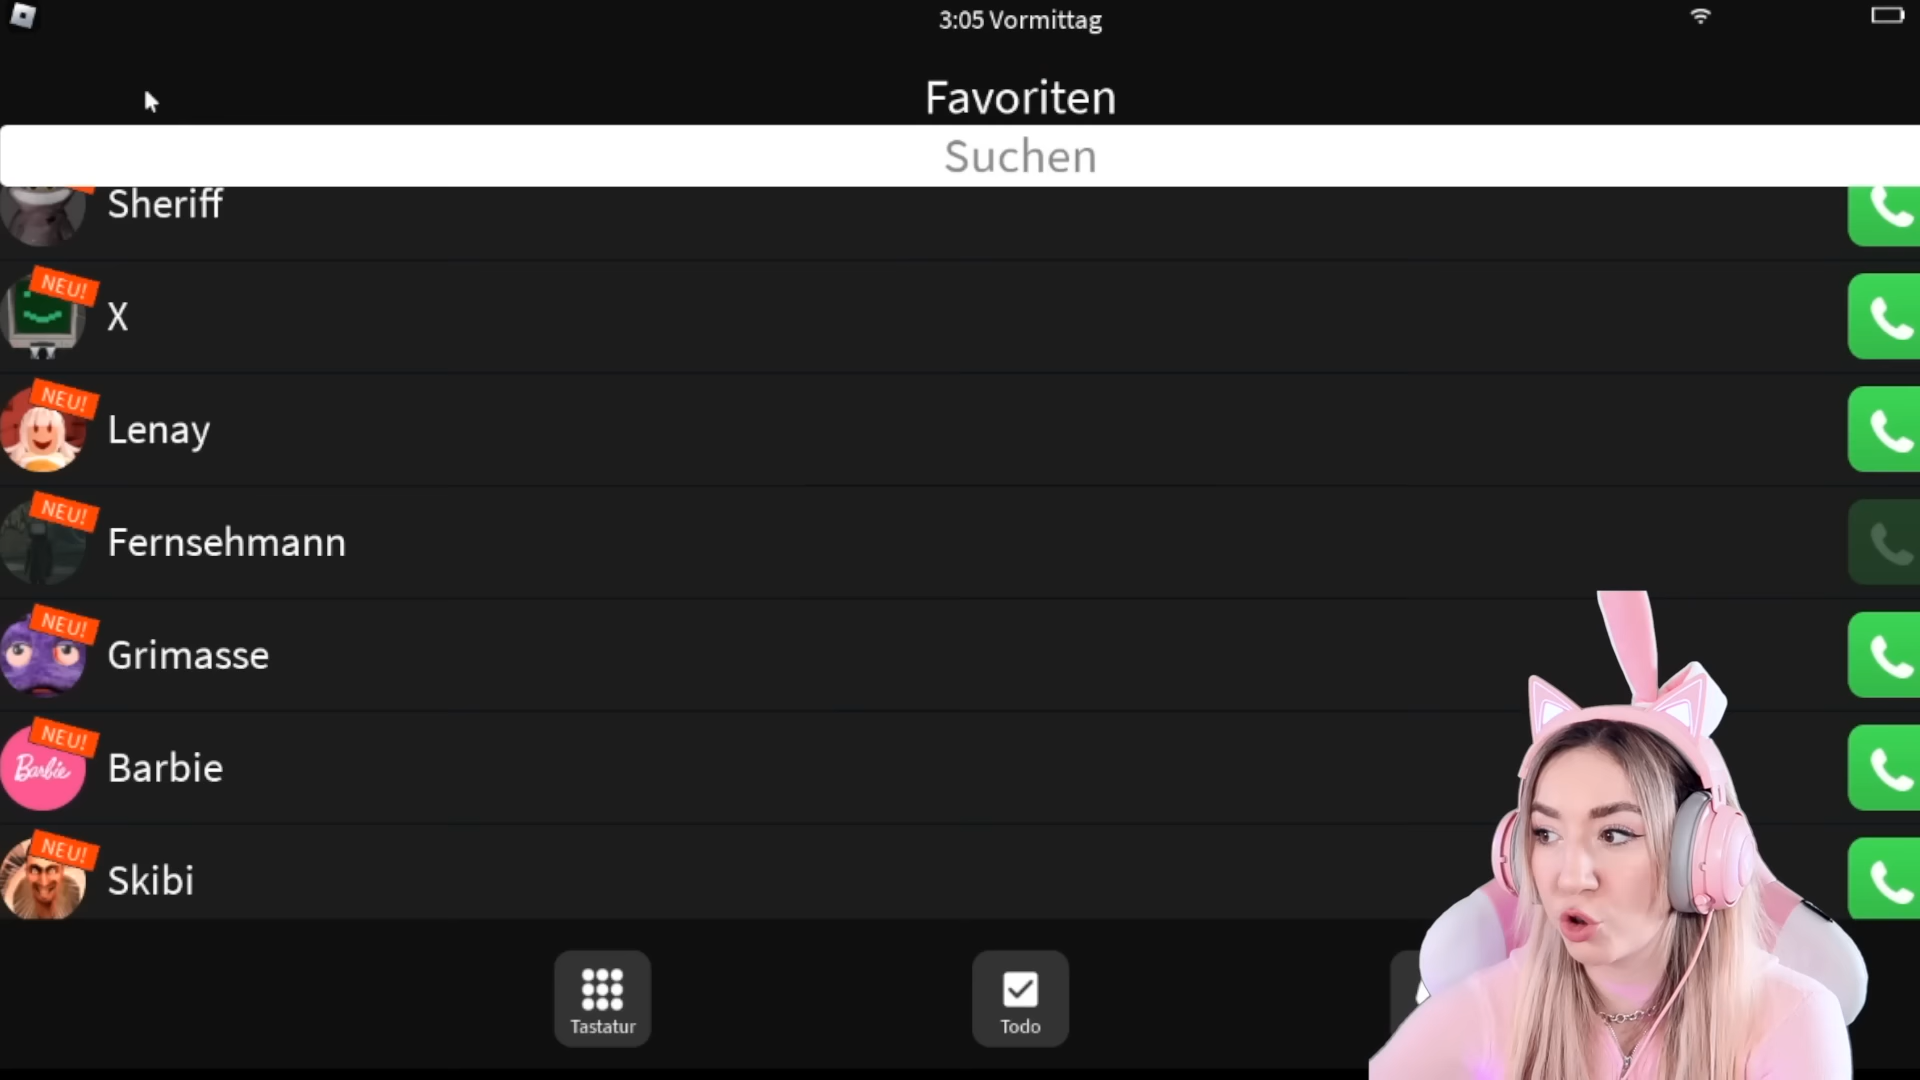 3:05 Vormittag
Favoriten
Suchen
Sheriff
NEU!
X
NEU!
Lenay
NEU!
Fernsehmann
NEU!
Grimasse
NEU!
Barbie
Barbie
NEU!
Skibi
Tastatur
Todo